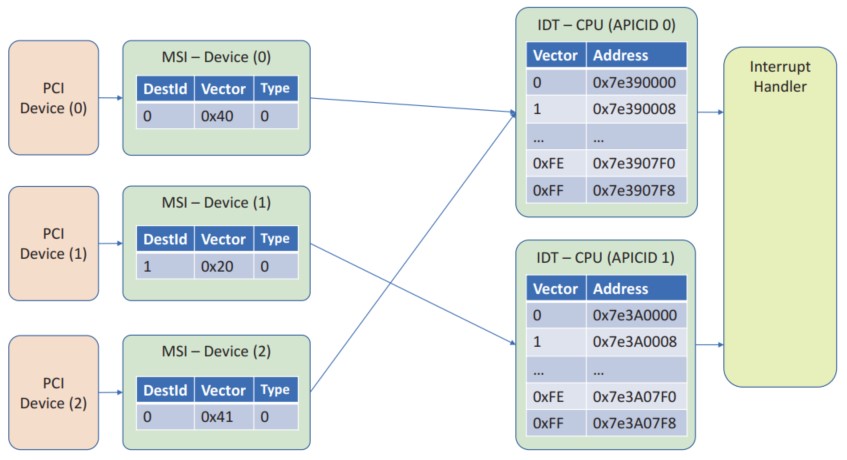 PCI
Device (0)
MSI – Device (0)
DestId Vector Type
0 0x40 0
PCI
Device (1)
MSI – Device (1)
DestId Vector Type
1 0x20 0
PCI
Device (2)
MSI – Device (2)
DestId Vector Type
0 0x41 0
IDT – CPU (APICID 0)
Vector Address
0 0x7e390000
1 0x7e390008
... ...
0xFE 0x7e3907F0
0xFF 0x7e3907F8
IDT – CPU (APICID 1)
Vector Address
0 0x7e3A0000
1 0x7e3A0008
... ...
0xFE 0x7e3A07F0
0xFF 0x7e3A07F8
Interrupt
Handler